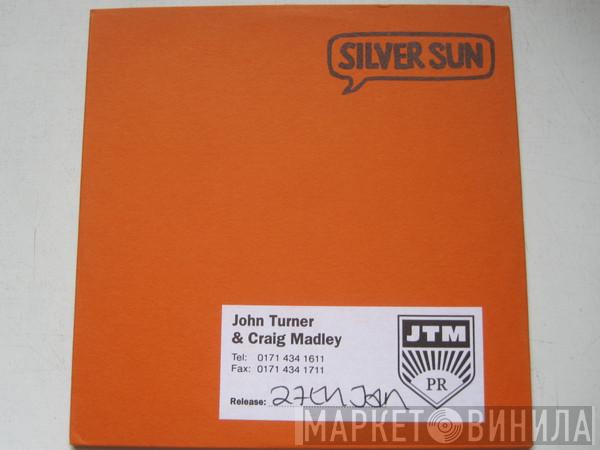 SILVER SUN
John Turner
& Craig Madley
Tel: 0171 434 1611
Fax: 0171 434 1711
Release: 27th Jan
JTM
PR
МАРКЕТ ВИНИЛА